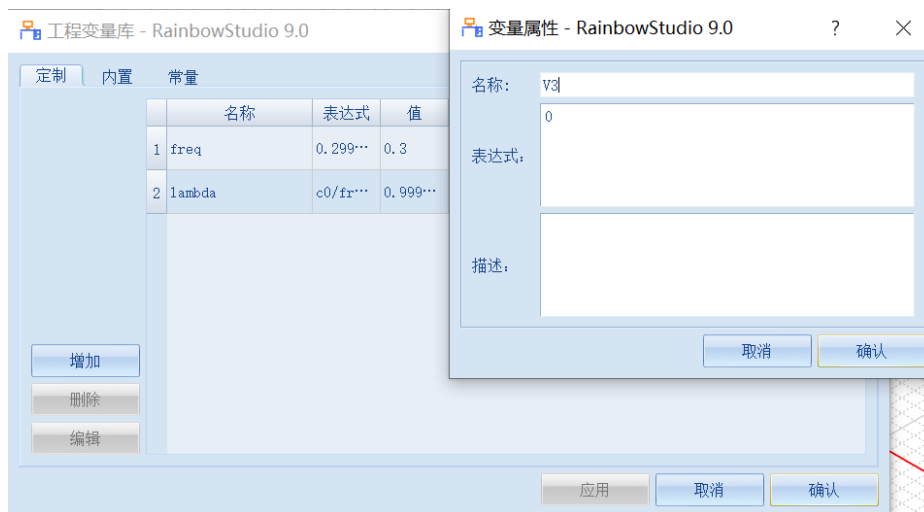 工程变量库 - RainbowStudio 9.0
定制 内置 常量
名称 表达式 值
1 freq 0.299… 0.3
2 lambda c0/fr… 0.999…
增加
删除
编辑
应用 取消 确认
变量属性 - RainbowStudio 9.0 ?
名称: V3
表达式: 0
描述:
取消 确认